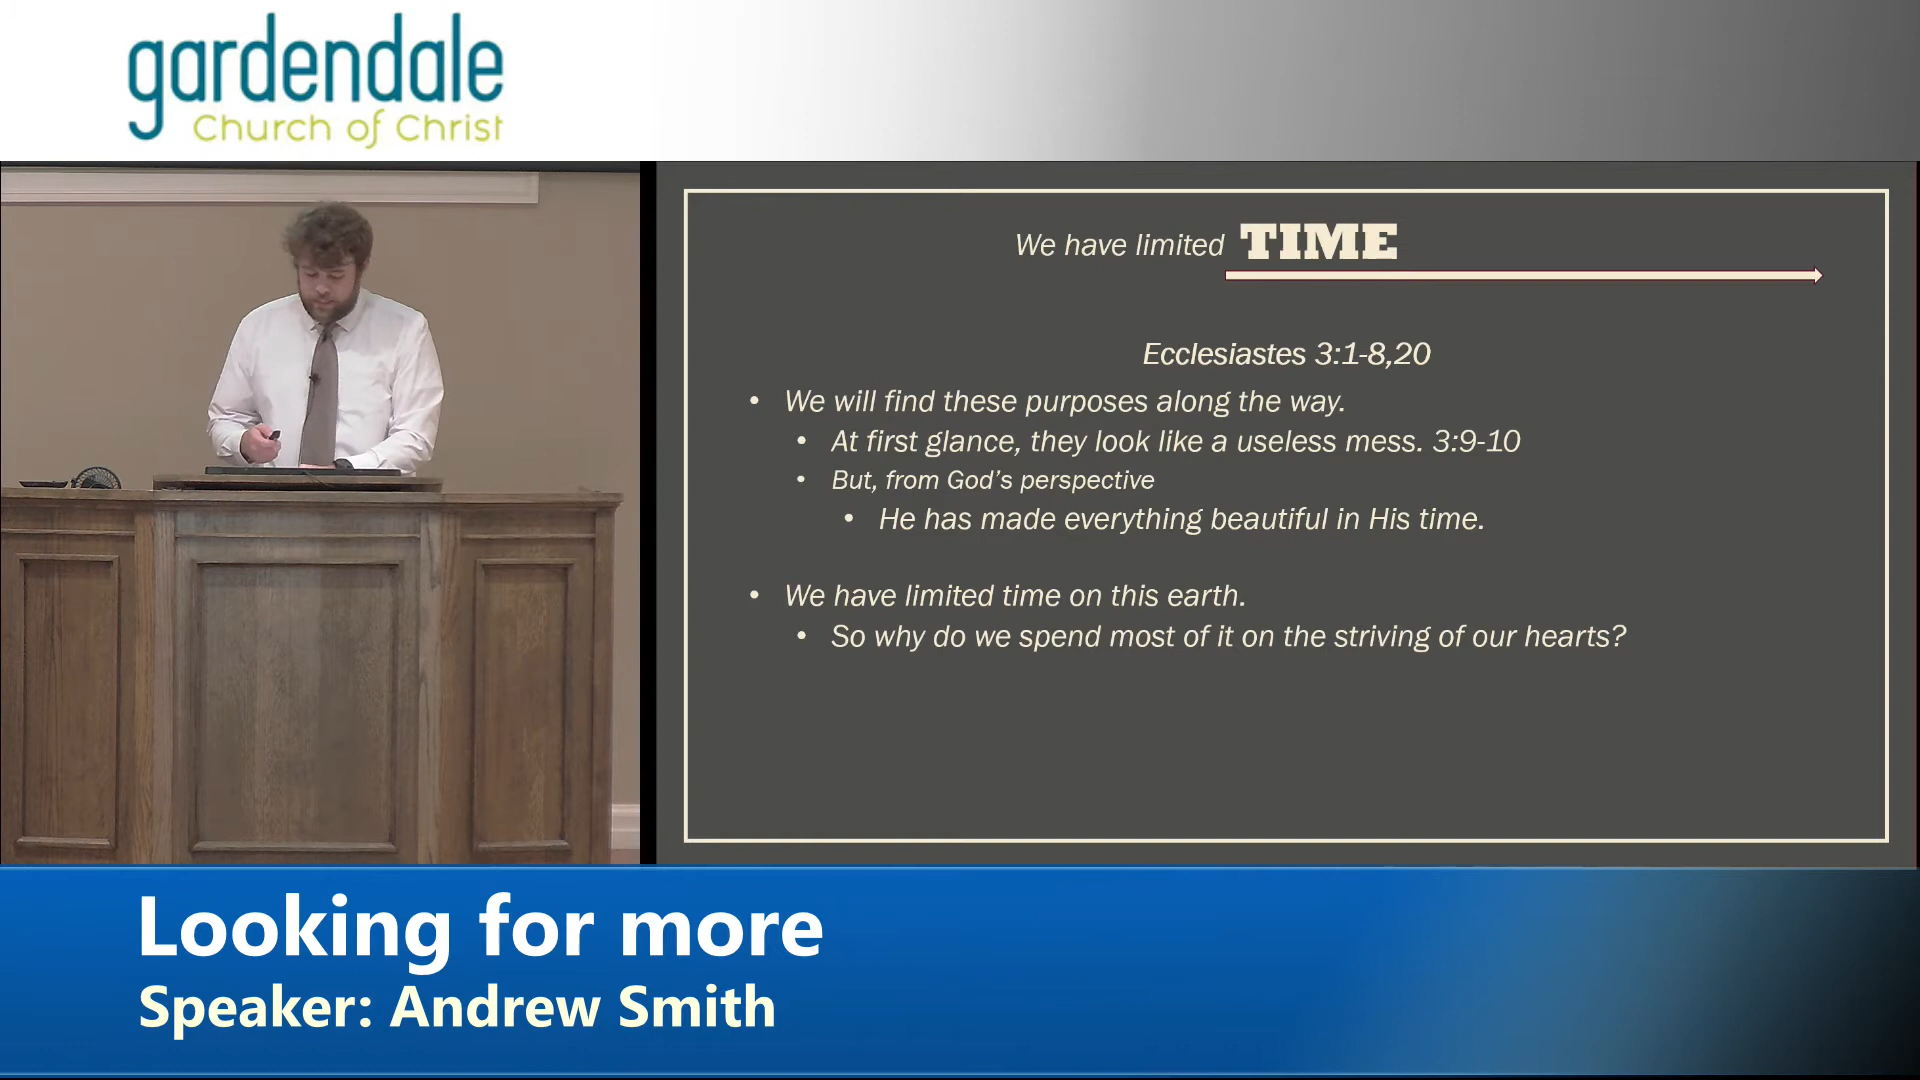 gardendale
Church of Christ
We have limited TIME
Ecclesiastes 3:1-8,20
• We will find these purposes along the way.
• At first glance, they look like a useless mess. 3:9-10
• But, from God's perspective
• He has made everything beautiful in His time.
• We have limited time on this earth.
• So why do we spend most of it on the striving of our hearts?
Looking for more
Speaker: Andrew Smith